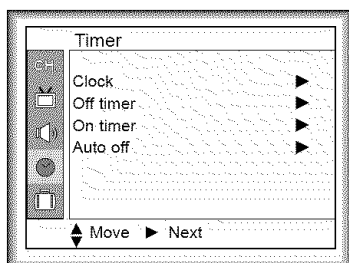 Timer
CH
Clock ▶
Off timer ▶
On timer ▶
Auto off ▶
Move ▶ Next